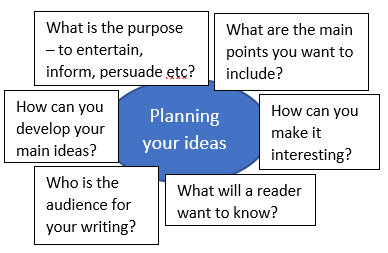 What is the purpose
– to entertain,
inform, persuade etc?
What are the main
points you want to
include?
How can you
develop your
main ideas?
Planning
your ideas
How can you
make it
interesting?
Who is the
audience for
your writing?
What will a reader
want to know?